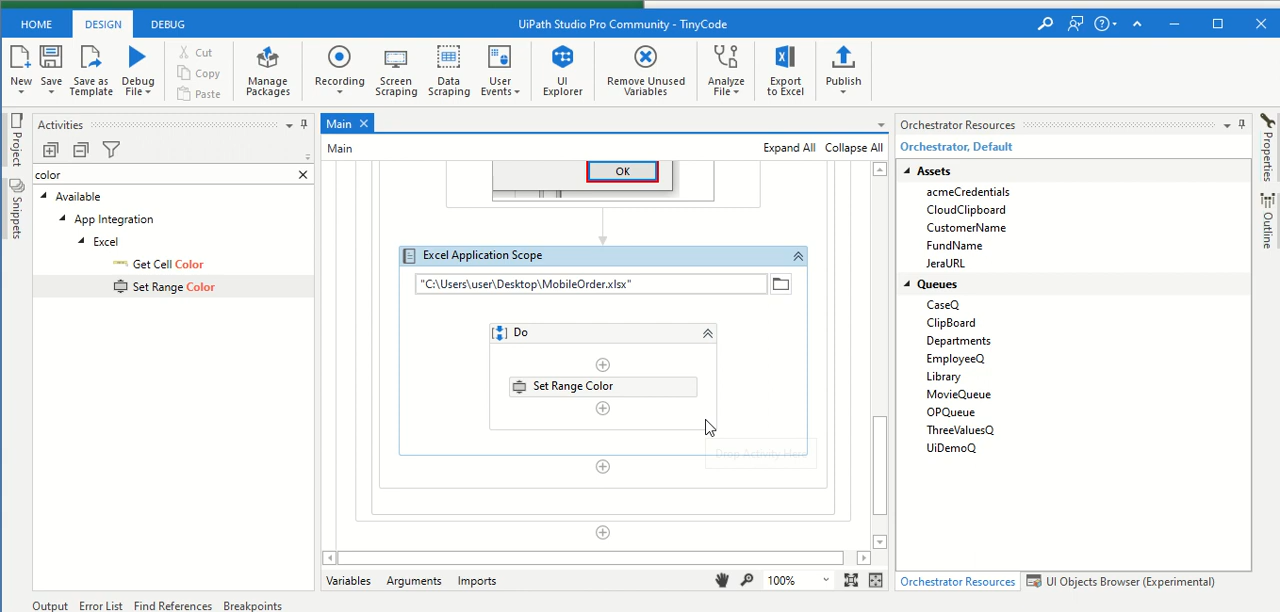 HOME DESIGN DEBUG UiPath Studio Pro Community - TinyCode
New Save Save as Template Debug File Cut Copy Paste Manage Packages Recording Screen Scraping Data Scraping User Events UI Explorer Remove Unused Variables Analyze File Export to Excel Publish
Project
Snippets
Activities
color
Available
App Integration
Excel
Get Cell Color
Set Range Color
Main
Main Expand All Collapse All
OK
Excel Application Scope
"C:\Users\user\Desktop\MobileOrder.xlsx"
Do
Set Range Color
Drop Activity Here
Variables Arguments Imports 100%
Orchestrator Resources
Orchestrator, Default
Assets
acmeCredentials
CloudClipboard
CustomerName
FundName
JeraURL
Queues
CaseQ
ClipBoard
Departments
EmployeeQ
Library
MovieQueue
OPQueue
ThreeValuesQ
UiDemoQ
Orchestrator Resources UI Objects Browser (Experimental)
Properties
Outline
Output Error List Find References Breakpoints